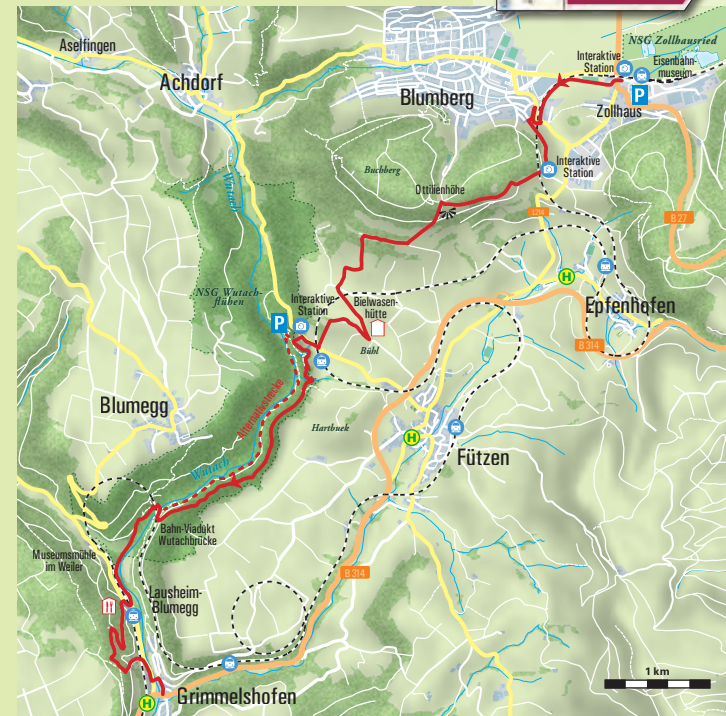 Aselfingen
Achdorf
Blumberg
NSG Zollhausried
Interaktive
Station
Eisenbahn-
museum
P
Zollhaus
Buchberg
Interaktive
Station
Ottilienhöhe
Wutach
L214
B 27
NSG Wutach-
flühen
Interaktive
Station
Bielwasen-
hütte
H
Epfenhofen
P
Bühl
B 314
Alternativstrecke
Blumegg
Hartbuck
H
Fützen
Wutach
Bahn-Viadukt
Wutachbrücke
Museumsmühle
im Weiler
B 314
Lausheim-
Blumegg
1 km
H
Grimmelshofen